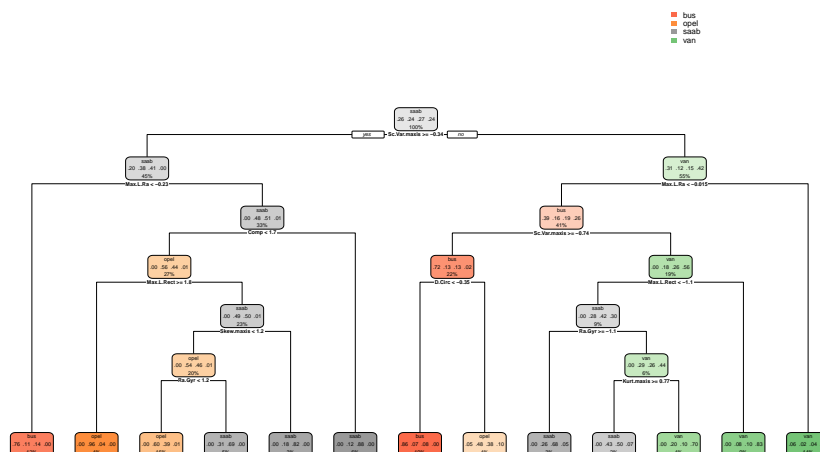 bus
opel
saab
van
saab
.26 .24 .27 .24
100%
yes
Sc.Var.maxis >= −0.34
no
saab
.20 .38 .41 .00
45%
Max.L.Ra < −0.23
van
.31 .12 .15 .42
55%
Max.L.Ra < −0.015
saab
.00 .48 .51 .01
33%
Comp < 1.7
bus
.39 .16 .19 .26
41%
Sc.Var.maxis >= −0.74
opel
.00 .56 .44 .01
27%
Max.L.Rect >= 1.8
bus
.72 .13 .13 .02
22%
D.Circ < −0.35
van
.00 .18 .26 .56
19%
Max.L.Rect < −1.1
saab
.00 .49 .50 .01
23%
Skew.maxis < 1.2
saab
.00 .28 .42 .30
9%
Ra.Gyr >= −1.1
opel
.00 .54 .46 .01
20%
Ra.Gyr < 1.2
van
.00 .29 .26 .44
6%
Kurt.maxis >= 0.77
bus
opel
opel
saab
saab
saab
bus
opel
saab
saab
van
van
van
.76 .11 .14 .00
.00 .96 .04 .00
.00 .60 .39 .01
.00 .31 .69 .00
.00 .18 .82 .00
.00 .12 .88 .00
.86 .07 .08 .00
.05 .48 .38 .10
.00 .26 .68 .05
.00 .43 .50 .07
.00 .20 .10 .70
.00 .08 .10 .83
.06 .02 .04